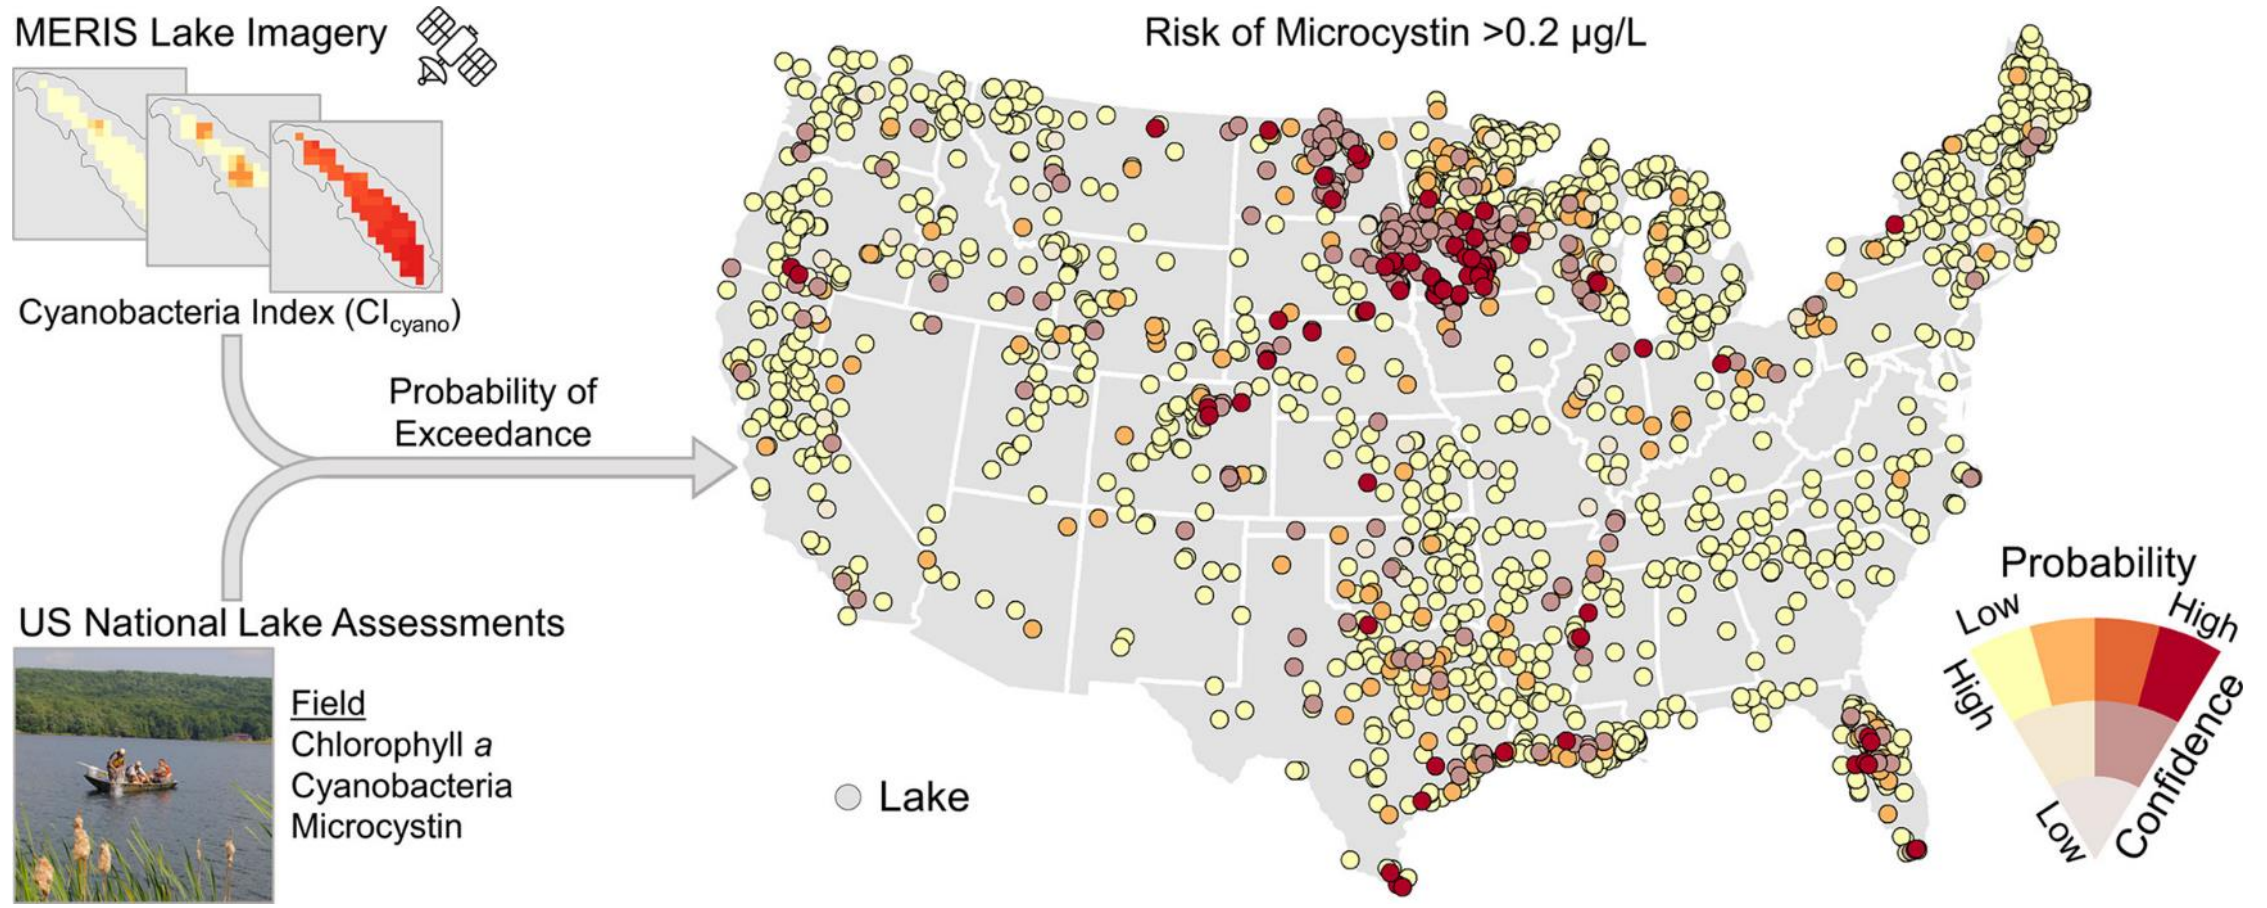 MERIS Lake Imagery
Cyanobacteria Index (CIcyano)
Probability of
Exceedance
US National Lake Assessments
Field
Chlorophyll a
Cyanobacteria
Microcystin
Risk of Microcystin >0.2 µg/L
Lake
Probability
Low
High
High
Low
Confidence